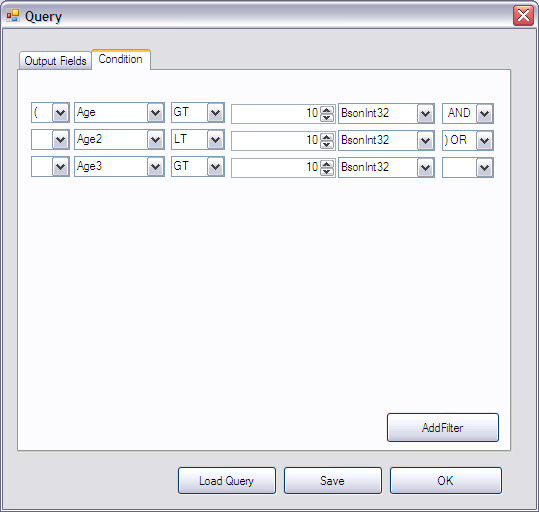 Query
Output Fields Condition
( Age GT 10 BsonInt32 AND
Age2 LT 10 BsonInt32 ) OR
Age3 GT 10 BsonInt32
AddFilter
Load Query Save OK